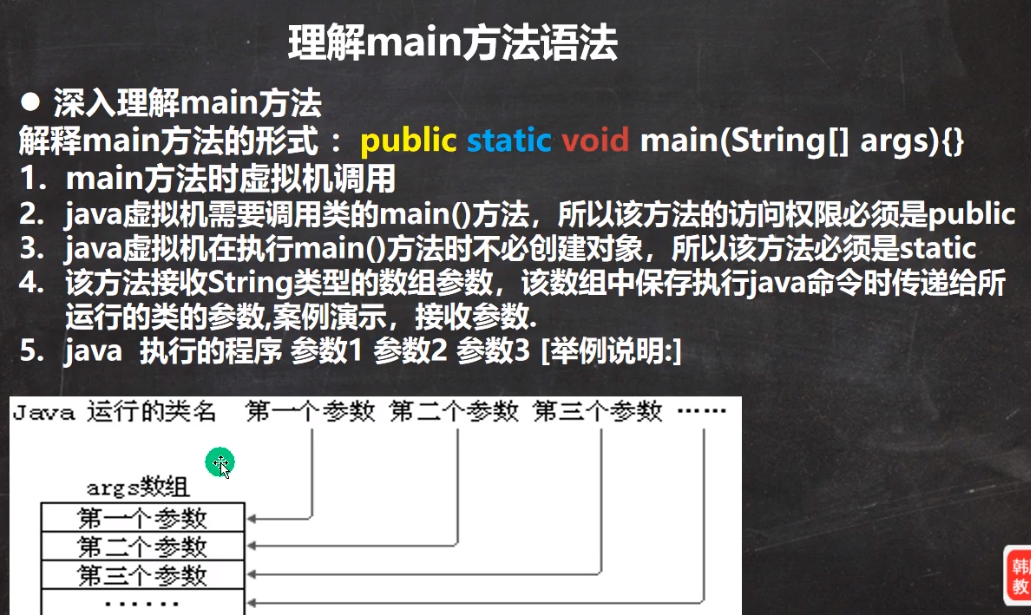 理解main方法语法
● 深入理解main方法
解释main方法的形式 ：public static void main(String[] args){}
1. main方法时虚拟机调用
2. java虚拟机需要调用类的main()方法，所以该方法的访问权限必须是public
3. java虚拟机在执行main()方法时不必创建对象，所以该方法必须是static
4. 该方法接收String类型的数组参数，该数组中保存执行java命令时传递给所
运行的类的参数,案例演示，接收参数.
5. java 执行的程序 参数1 参数2 参数3 [举例说明:]
Java 运行的类名 第一个参数 第二个参数 第三个参数 ……
args数组
第一个参数
第二个参数
第三个参数
……
教